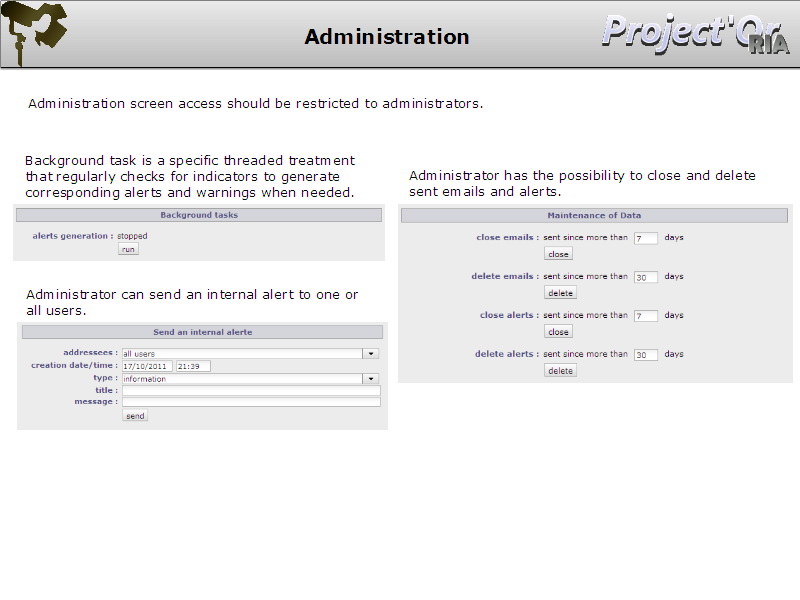 Administration
Project'Or
RIA
Administration screen access should be restricted to administrators.
Background task is a specific threaded treatment
that regularly checks for indicators to generate
corresponding alerts and warnings when needed.
Background tasks
alerts generation : stopped
run
Administrator can send an internal alert to one or
all users.
Send an internal alerte
addressees : all users
creation date/time : 17/10/2011 21:39
type : information
title :
message :
send
Administrator has the possibility to close and delete
sent emails and alerts.
Maintenance of Data
close emails : sent since more than 7 days
close
delete emails : sent since more than 30 days
delete
close alerts : sent since more than 7 days
close
delete alerts : sent since more than 30 days
delete